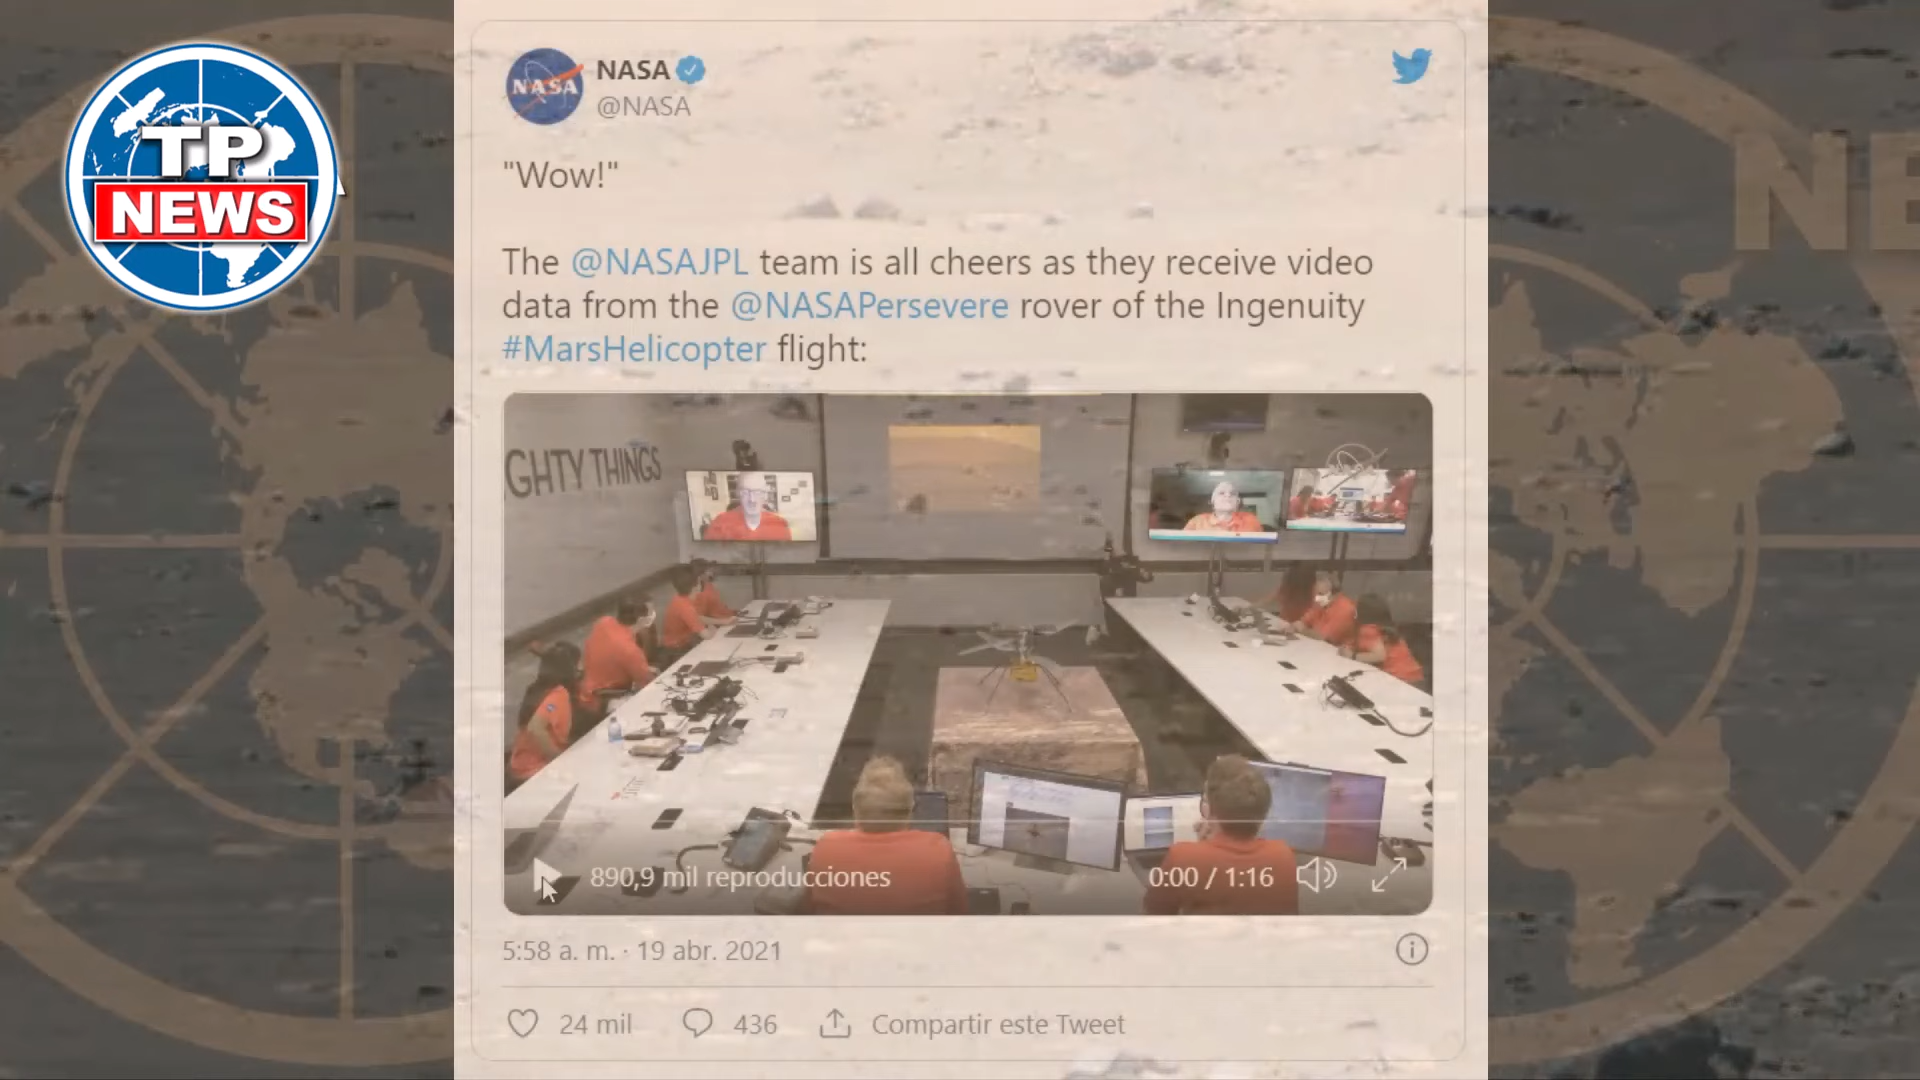 TP
NEWS
NASA
NASA
@NASA
"Wow!"
The @NASAJPL team is all cheers as they receive video
data from the @NASAPersevere rover of the Ingenuity
#MarsHelicopter flight:
GHTY THINGS
890,9 mil reproducciones
0:00 / 1:16
5:58 a. m. · 19 abr. 2021
24 mil
436
Compartir este Tweet
NE